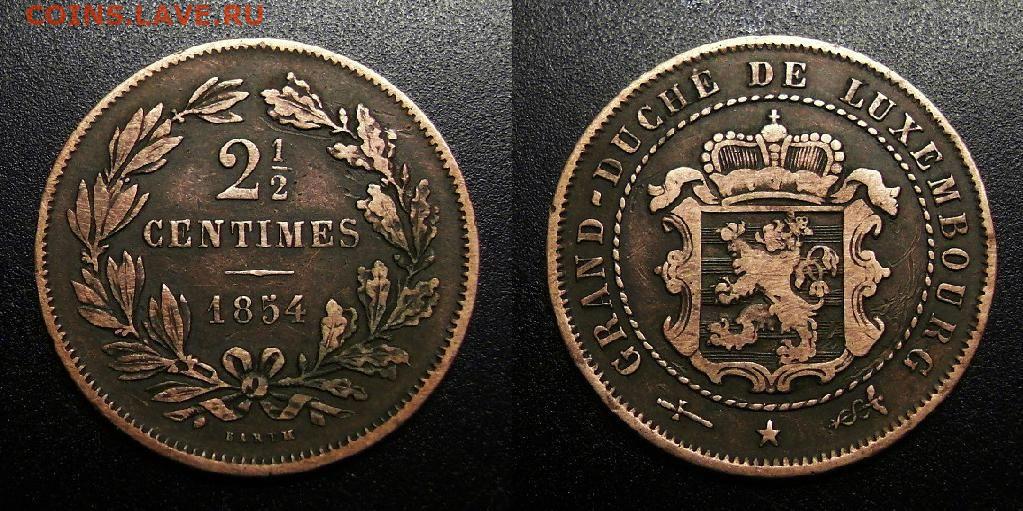 COINS.LAVE.RU
2 1/2
CENTIMES
1854
BARTH
GRAND-DUCHÉ DE LUXEMBOURG